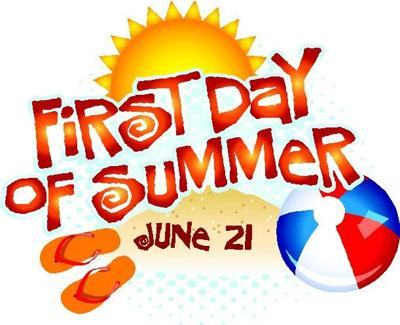 FiRST DAY
OF SUMMER
JUNE 21